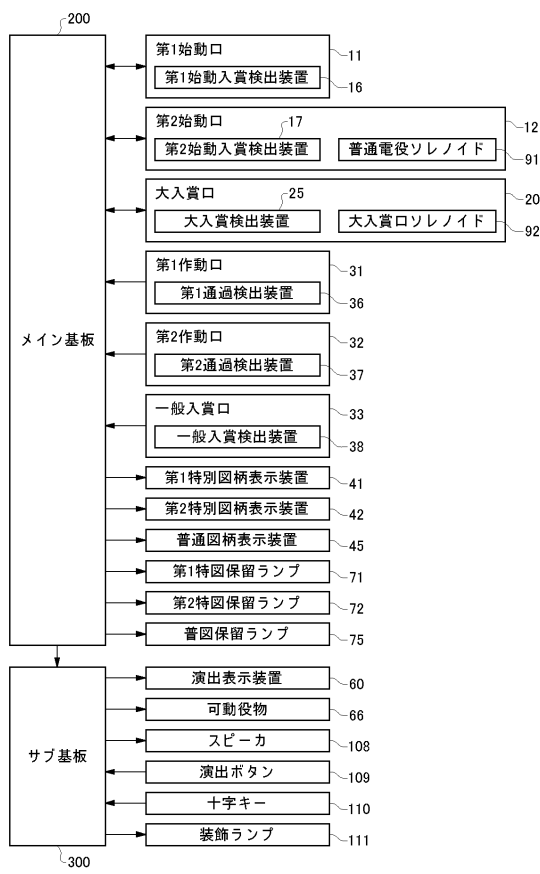 200
第1始動口
11
第1始動入賞検出装置
16
第2始動口
17
12
第2始動入賞検出装置
普通電役ソレノイド
91
大入賞口
25
20
大入賞検出装置
大入賞口ソレノイド
92
第1作動口
31
第1通過検出装置
36
第2作動口
32
メイン基板
第2通過検出装置
37
一般入賞口
33
一般入賞検出装置
38
第1特別図柄表示装置
41
第2特別図柄表示装置
42
普通図柄表示装置
45
第1特図保留ランプ
71
第2特図保留ランプ
72
普図保留ランプ
75
演出表示装置
60
可動役物
66
スピーカ
108
サブ基板
演出ボタン
109
十字キー
110
装飾ランプ
111
300